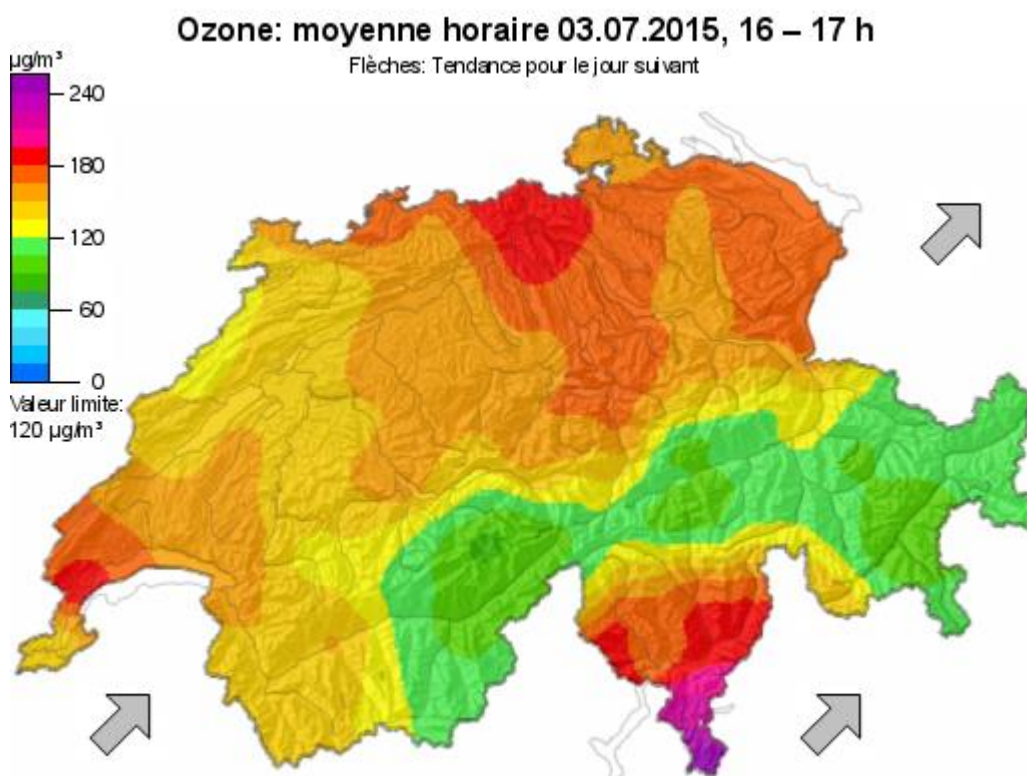 Ozone: moyenne horaire 03.07.2015, 16 – 17 h
Flèches: Tendance pour le jour suivant
µg/m³
240
180
120
60
0
Valeur limite:
120 µg/m³